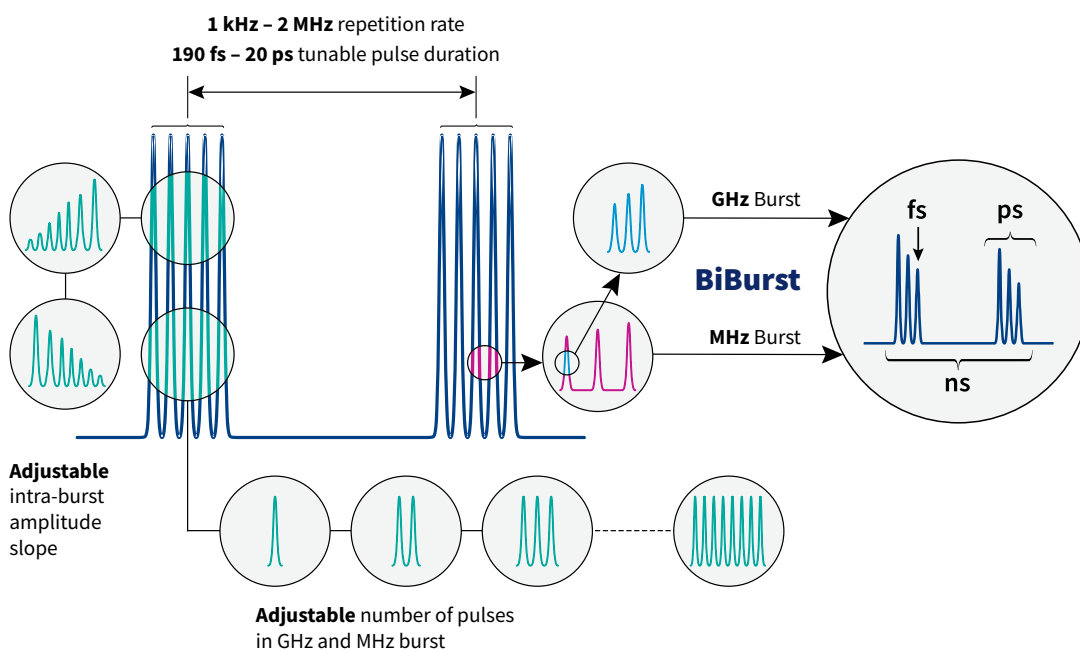 1 kHz – 2 MHz repetition rate
190 fs – 20 ps tunable pulse duration
GHz Burst
BiBurst
MHz Burst
fs
ps
ns
Adjustable
intra-burst
amplitude
slope
Adjustable number of pulses
in GHz and MHz burst